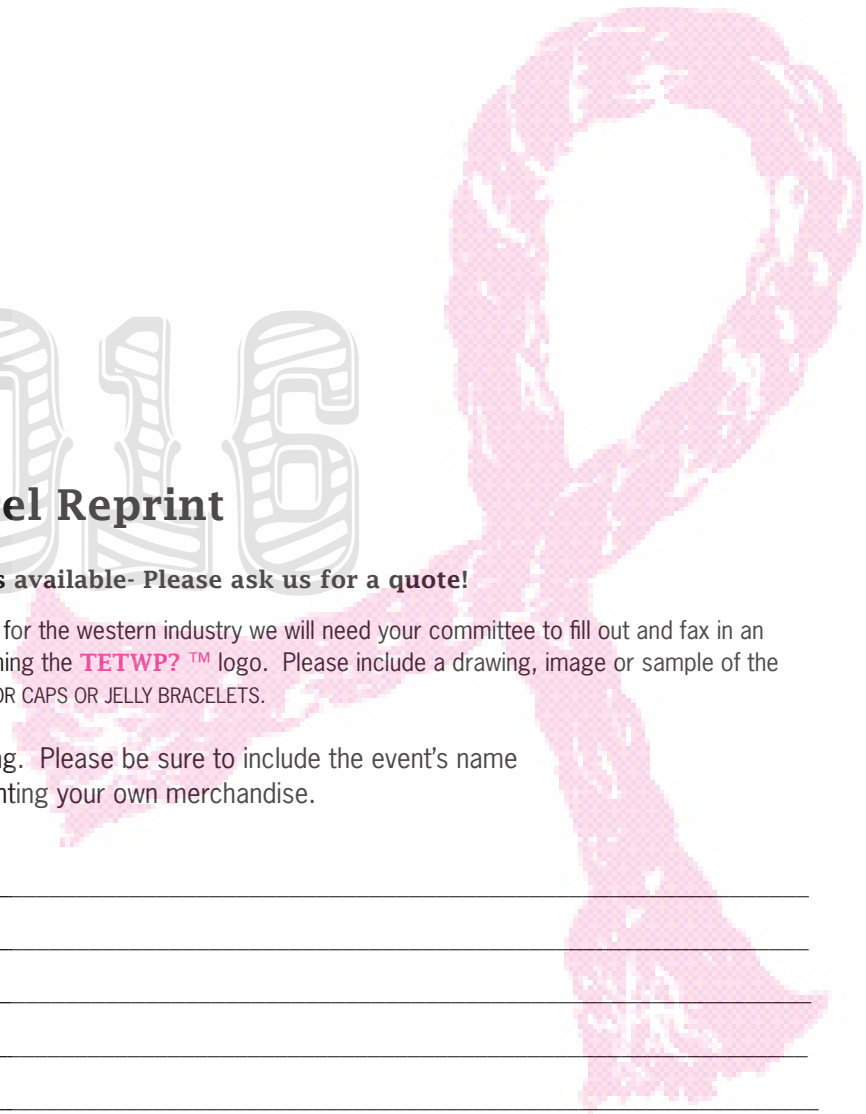 016
el Reprint
s available- Please ask us for a quote!
for the western industry we will need your committee to fill out and fax in an
ning the TETWP? ™ logo. Please include a drawing, image or sample of the
OR CAPS OR JELLY BRACELETS.
g. Please be sure to include the event's name
nting your own merchandise.